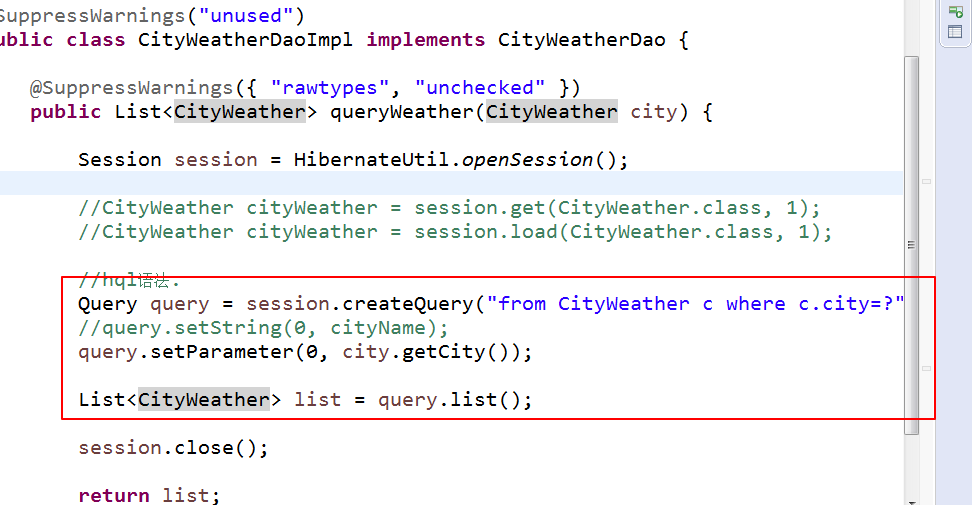 SuppressWarnings("unused")
ublic class CityWeatherDaoImpl implements CityWeatherDao {
@SuppressWarnings({ "rawtypes", "unchecked" })
public List<CityWeather> queryWeather(CityWeather city) {
Session session = HibernateUtil.openSession();
//CityWeather cityWeather = session.get(CityWeather.class, 1);
//CityWeather cityWeather = session.load(CityWeather.class, 1);
//hql语法.
Query query = session.createQuery("from CityWeather c where c.city=?"
//query.setString(0, cityName);
query.setParameter(0, city.getCity());
List<CityWeather> list = query.list();
session.close();
return list;